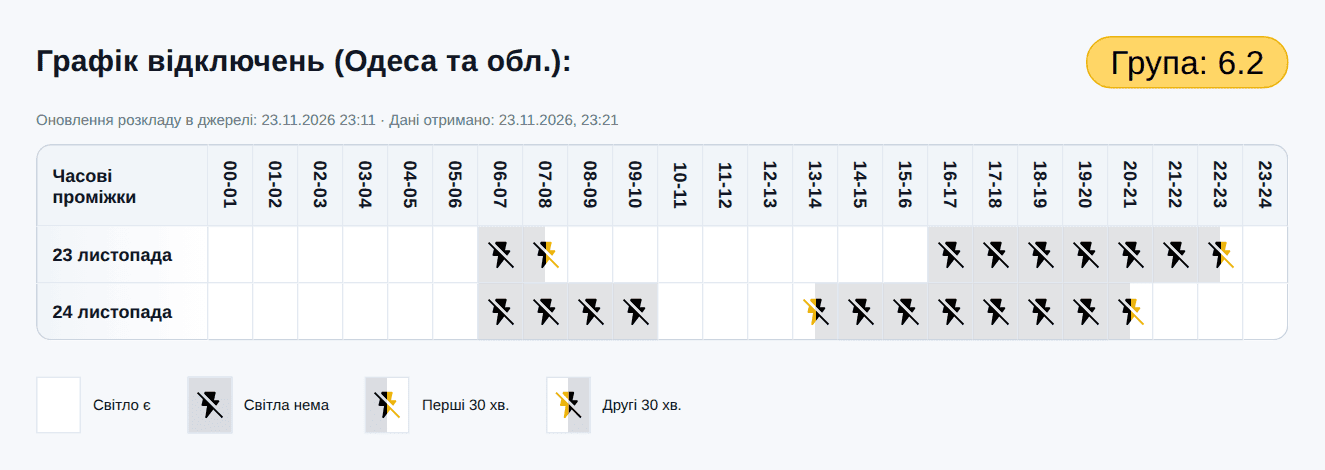 Графік відключень (Одеса та обл.):
Група: 6.2
Оновлення розкладу в джерелі: 23.11.2026 23:11 · Дані отримано: 23.11.2026, 23:21
Часові
проміжки
00-01
01-02
02-03
03-04
04-05
05-06
06-07
07-08
08-09
09-10
10-11
11-12
12-13
13-14
14-15
15-16
16-17
17-18
18-19
19-20
20-21
21-22
22-23
23-24
23 листопада
24 листопада
Світло є
Світла нема
Перші 30 хв.
Другі 30 хв.